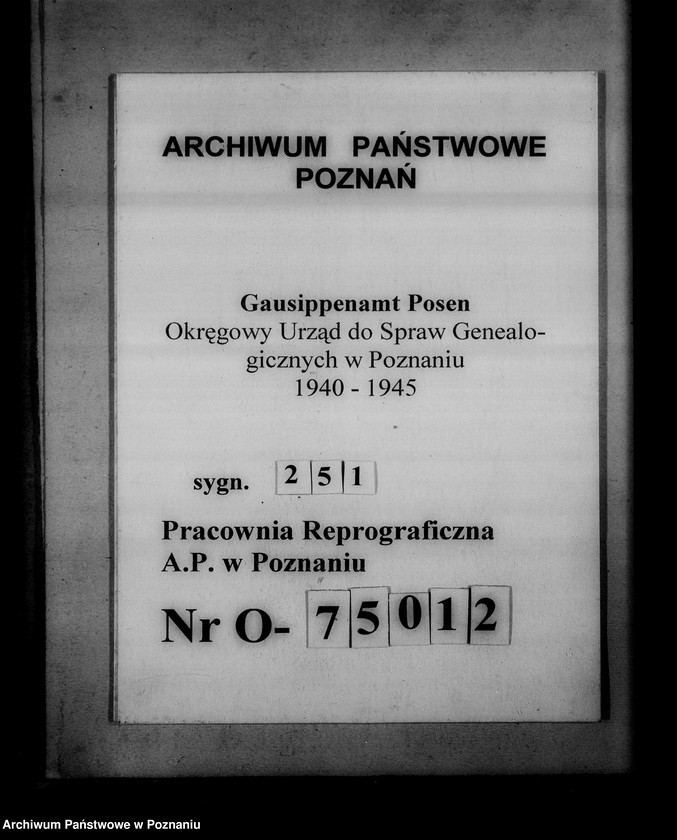 ARCHIWUM PAŃSTWOWE
POZNAŃ
Gausippenamt Posen
Okręgowy Urząd do Spraw Genealo-
gicznych w Poznaniu
1940 - 1945
sygn. 251
Pracownia Reprograficzna
A.P. w Poznaniu
Nr O- 75012
Archiwum Państwowe w Poznaniu